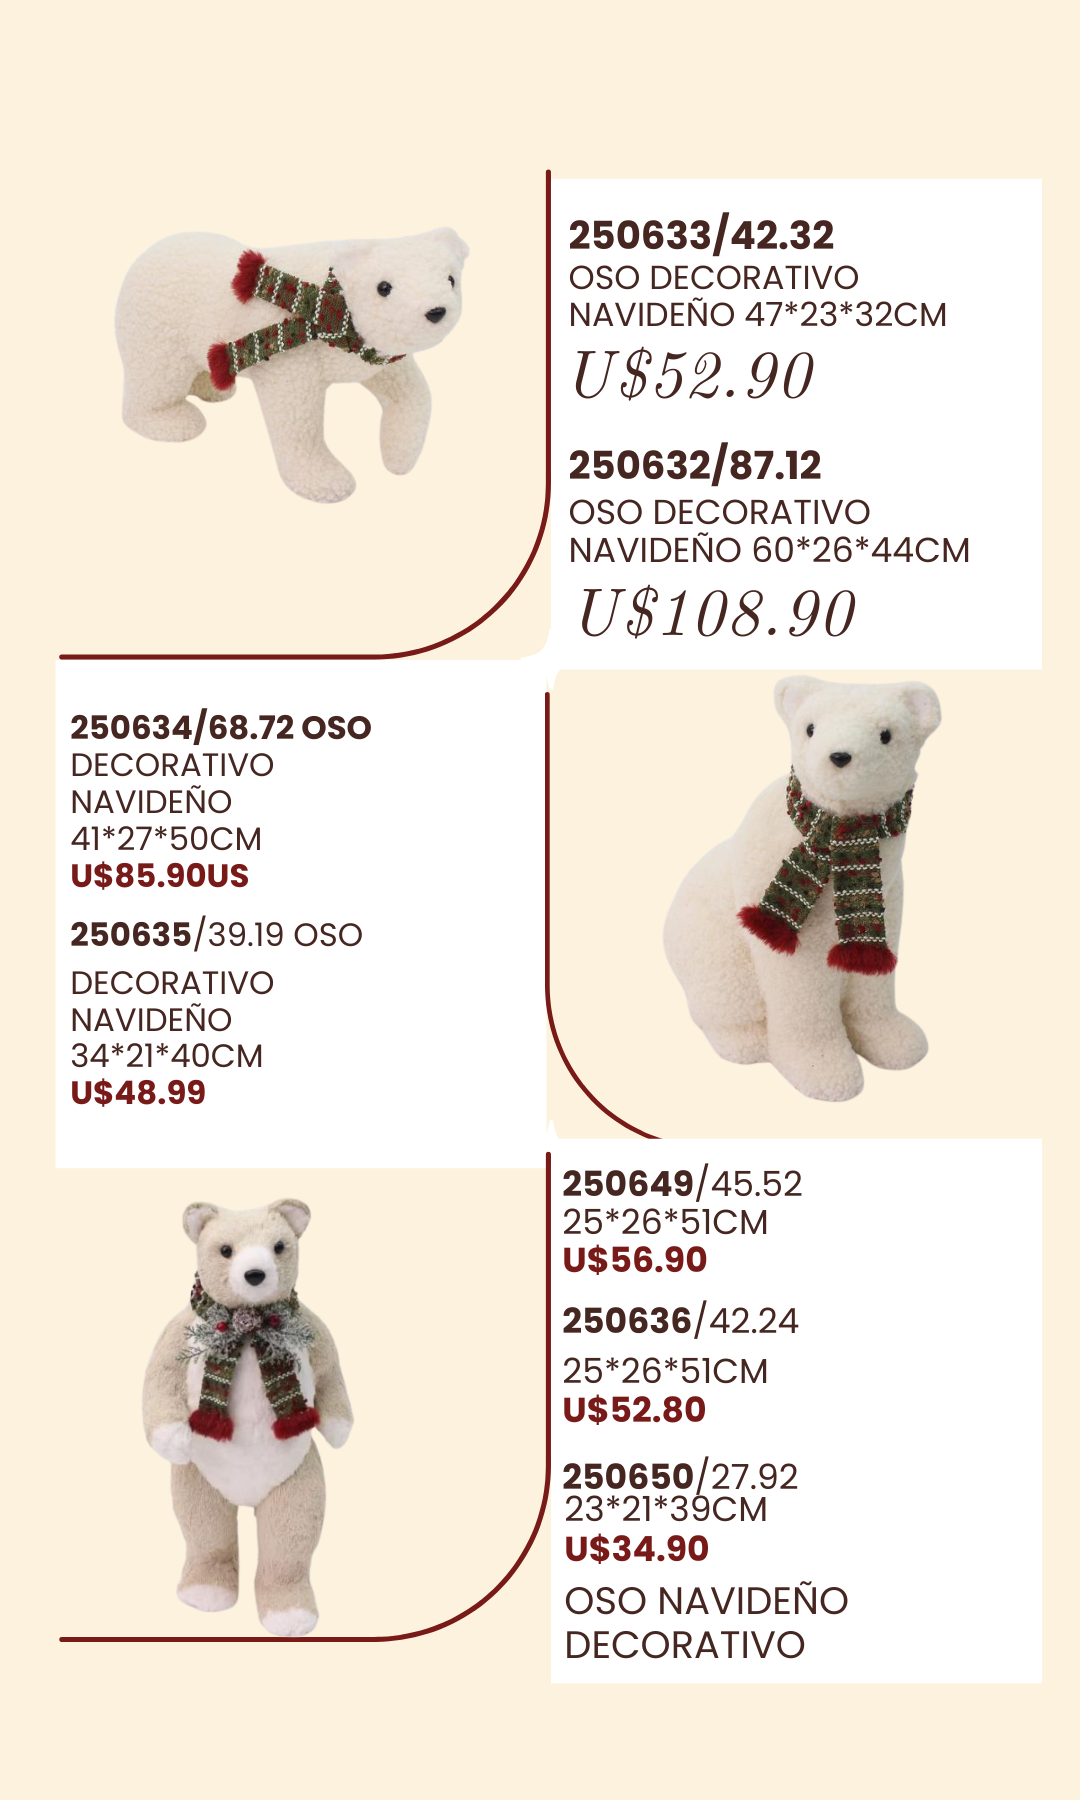 250633/42.32
OSO DECORATIVO
NAVIDEÑO 47*23*32CM
U$52.90
250632/87.12
OSO DECORATIVO
NAVIDEÑO 60*26*44CM
U$108.90
250634/68.72 OSO
DECORATIVO
NAVIDEÑO
41*27*50CM
U$85.90US
250635/39.19 OSO
DECORATIVO
NAVIDEÑO
34*21*40CM
U$48.99
250649/45.52
25*26*51CM
U$56.90
250636/42.24
25*26*51CM
U$52.80
250650/27.92
23*21*39CM
U$34.90
OSO NAVIDEÑO
DECORATIVO